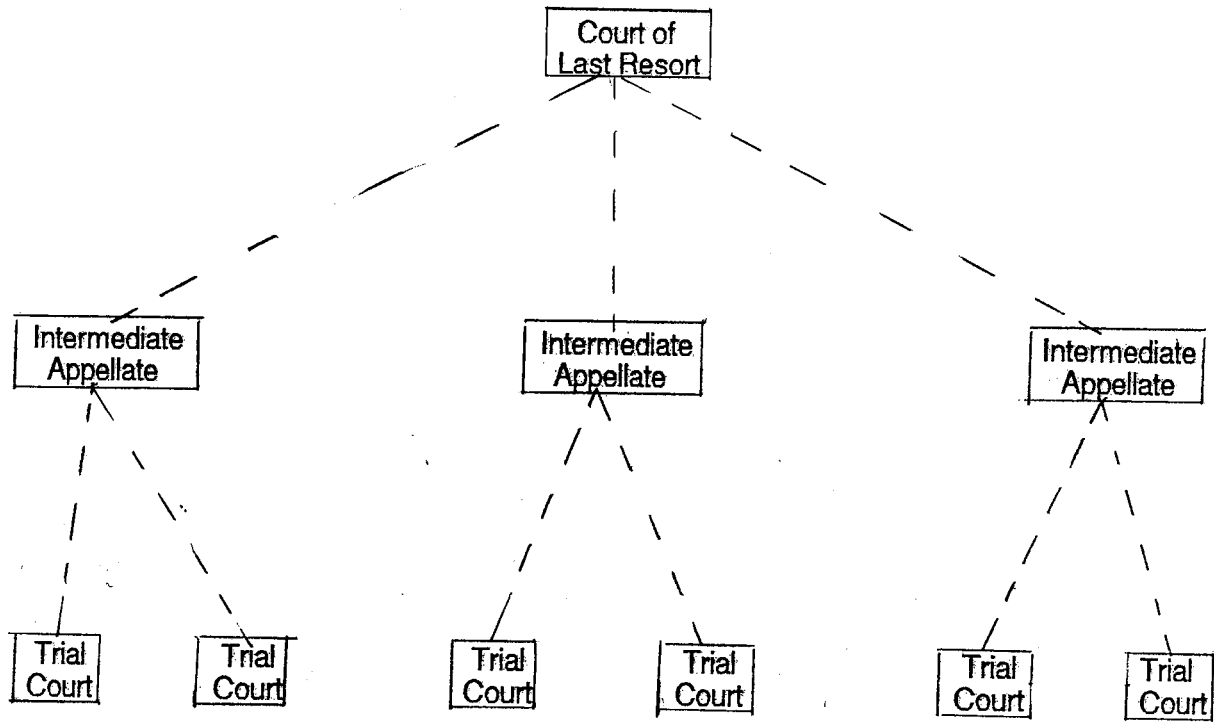 Court of
Last Resort
Intermediate
Appellate
Intermediate
Appellate
Intermediate
Appellate
Trial
Court
Trial
Court
Trial
Court
Trial
Court
Trial
Court
Trial
Court